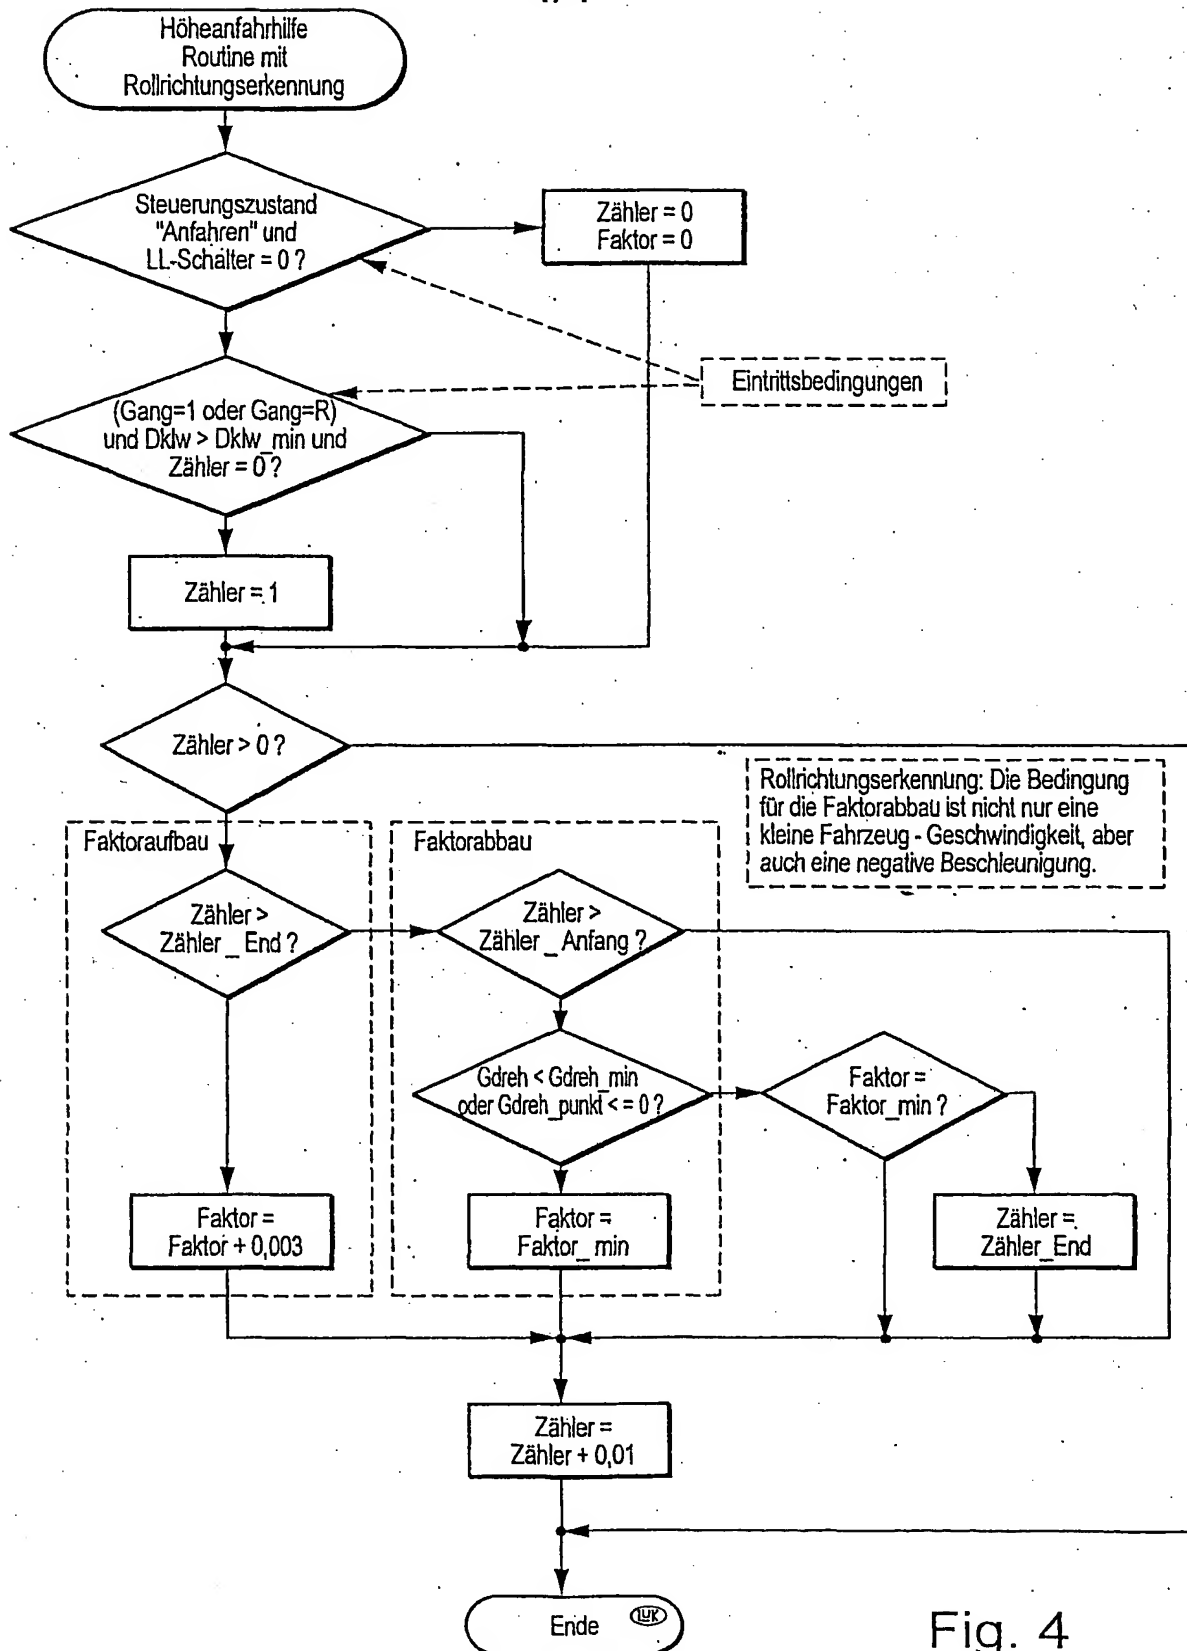 Höheanfahrhilfe
Routine mit
Rollrichtungserkennung
Steuerungszustand
"Anfahren" und
LL-Schalter = 0 ?
Zähler = 0
Faktor = 0
Eintrittsbedingungen
(Gang=1 oder Gang=R)
und Dklw > Dklw_min und
Zähler = 0 ?
Zähler = 1
Zähler > 0 ?
Rollrichtungserkennung: Die Bedingung
für die Faktorabbau ist nicht nur eine
kleine Fahrzeug - Geschwindigkeit, aber
auch eine negative Beschleunigung.
Faktoraufbau
Faktorabbau
Zähler >
Zähler _ End ?
Zähler >
Zähler _ Anfang ?
Gdreh < Gdreh_min
oder Gdreh_punkt < = 0 ?
Faktor =
Faktor_min ?
Faktor =
Faktor + 0,003
Faktor =
Faktor_ min
Zähler =
Zähler_End
Zähler =
Zähler + 0,01
Ende
LUK
Fig. 4